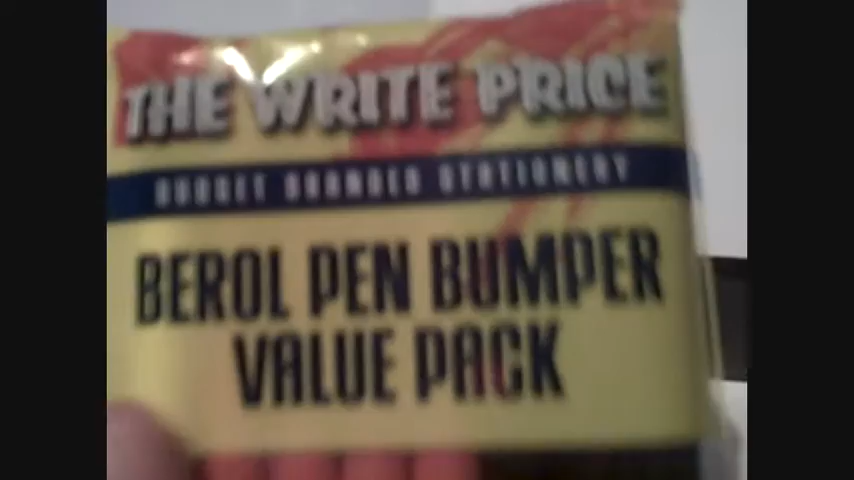 THE WRITE PRICE
BUDGET BRANDED STATIONERY
BEROL PEN BUMPER
VALUE PACK